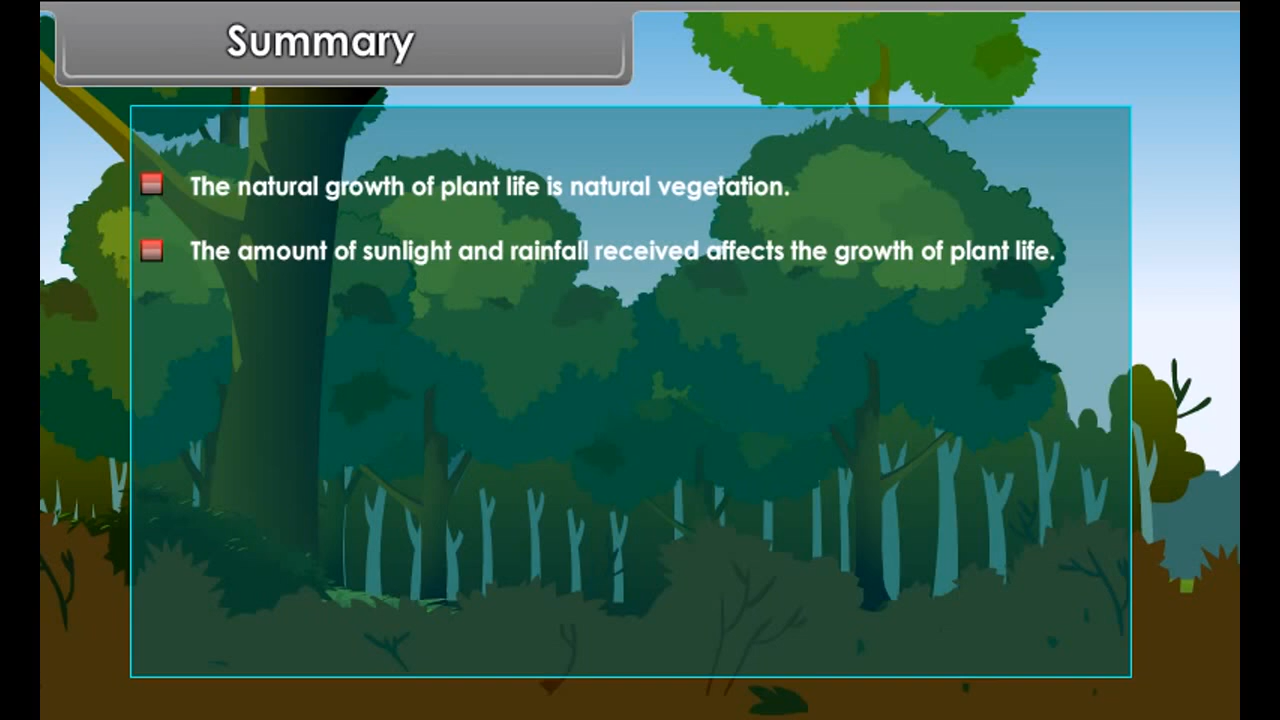 Summary
The natural growth of plant life is natural vegetation.
The amount of sunlight and rainfall received affects the growth of plant life.